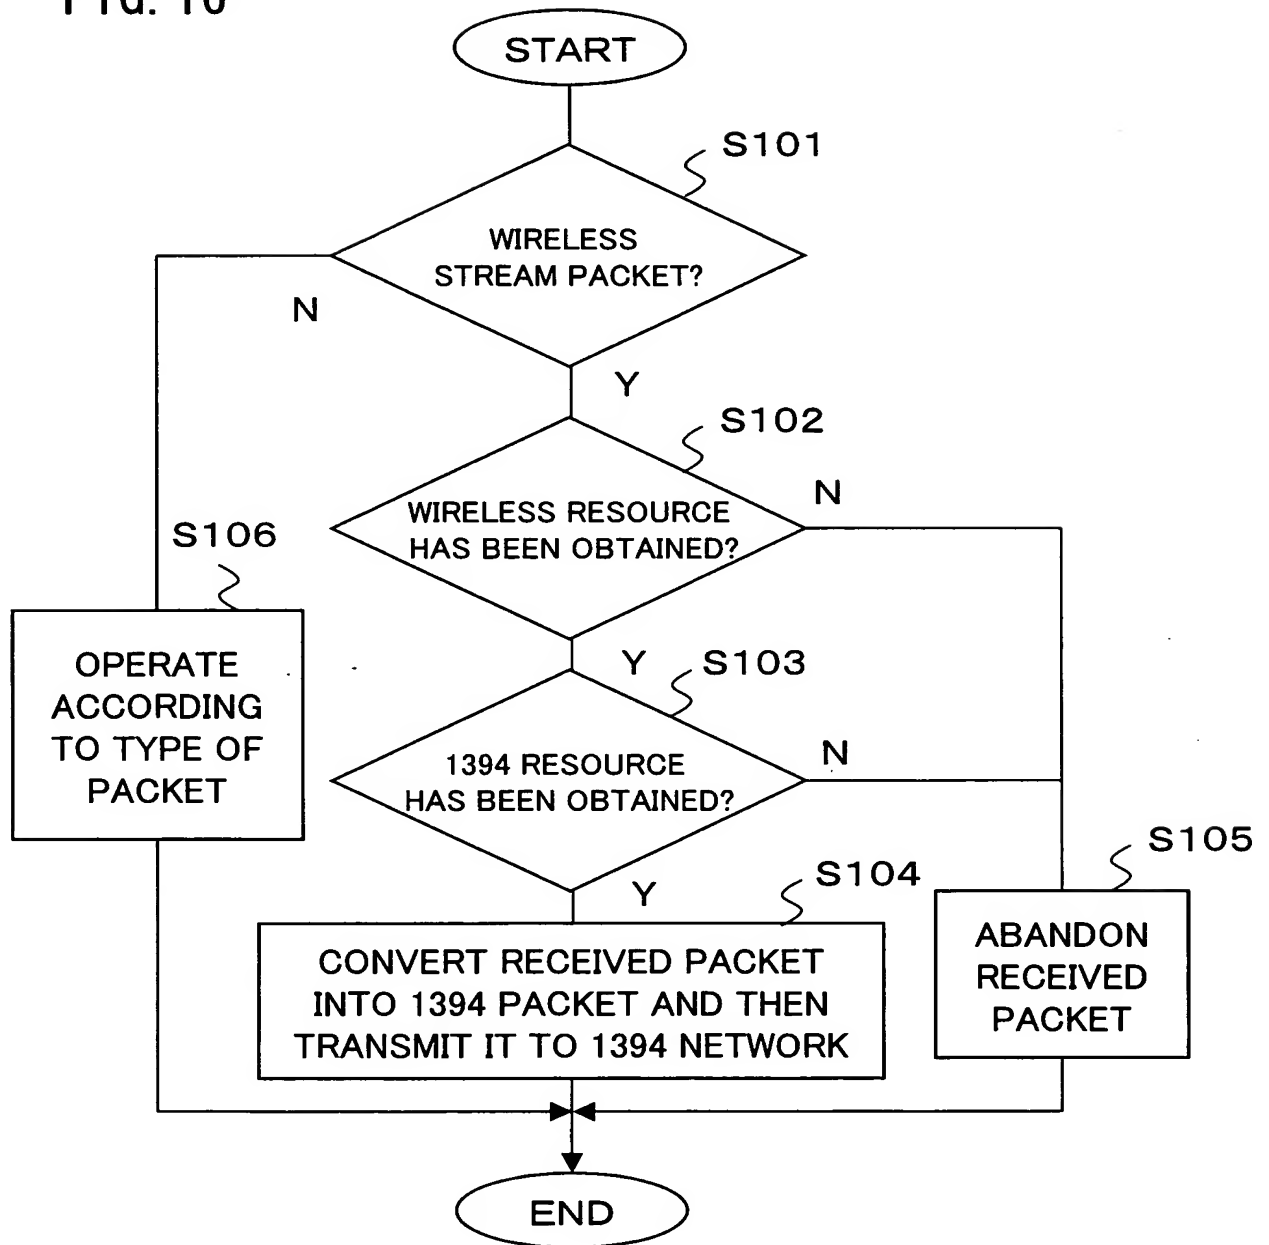 FIG. 10
START
S101
WIRELESS
STREAM PACKET?
N
Y
S102
WIRELESS RESOURCE
HAS BEEN OBTAINED?
N
S106
OPERATE
ACCORDING
TO TYPE OF
PACKET
Y
S103
1394 RESOURCE
HAS BEEN OBTAINED?
N
Y
S104
CONVERT RECEIVED PACKET
INTO 1394 PACKET AND THEN
TRANSMIT IT TO 1394 NETWORK
S105
ABANDON
RECEIVED
PACKET
END